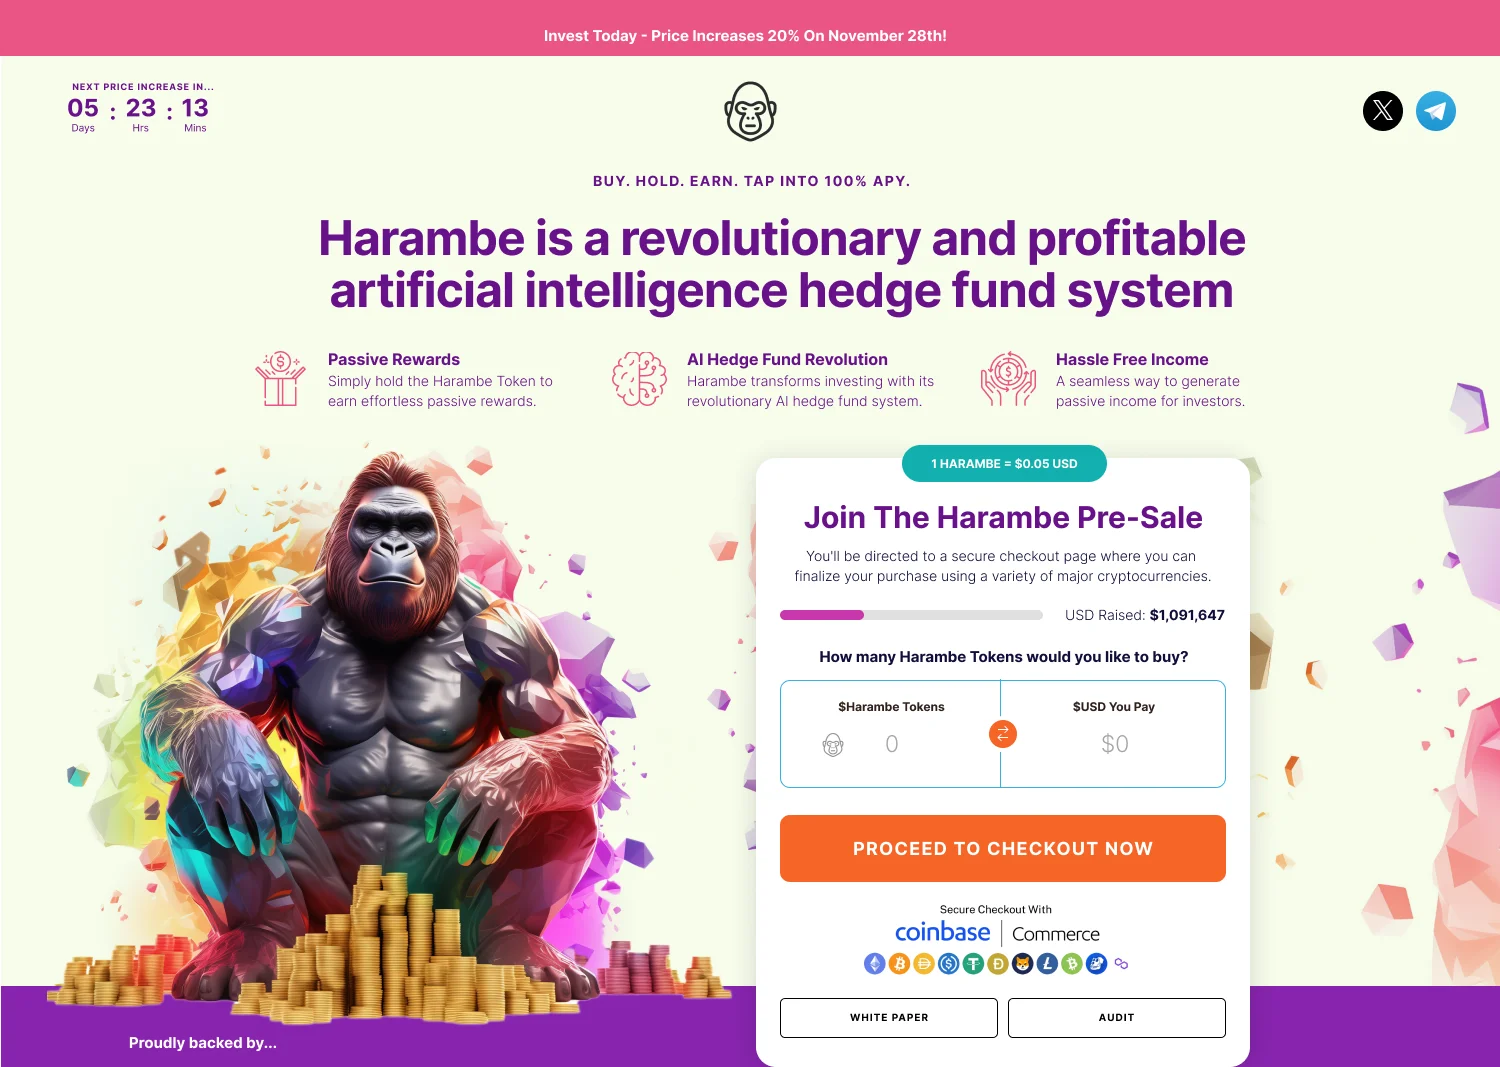 Invest Today - Price Increases 20% On November 28th!
NEXT PRICE INCREASE IN...
05 : 23 : 13
Days Hrs Mins
BUY. HOLD. EARN. TAP INTO 100% APY.
Harambe is a revolutionary and profitable
artificial intelligence hedge fund system
Passive Rewards
Simply hold the Harambe Token to
earn effortless passive rewards.
AI Hedge Fund Revolution
Harambe transforms investing with its
revolutionary AI hedge fund system.
Hassle Free Income
A seamless way to generate
passive income for investors.
1 HARAMBE = $0.05 USD
Join The Harambe Pre-Sale
You'll be directed to a secure checkout page where you can
finalize your purchase using a variety of major cryptocurrencies.
USD Raised: $1,091,647
How many Harambe Tokens would you like to buy?
$Harambe Tokens
0
$USD You Pay
$0
PROCEED TO CHECKOUT NOW
Secure Checkout With
coinbase | Commerce
WHITE PAPER
AUDIT
Proudly backed by...